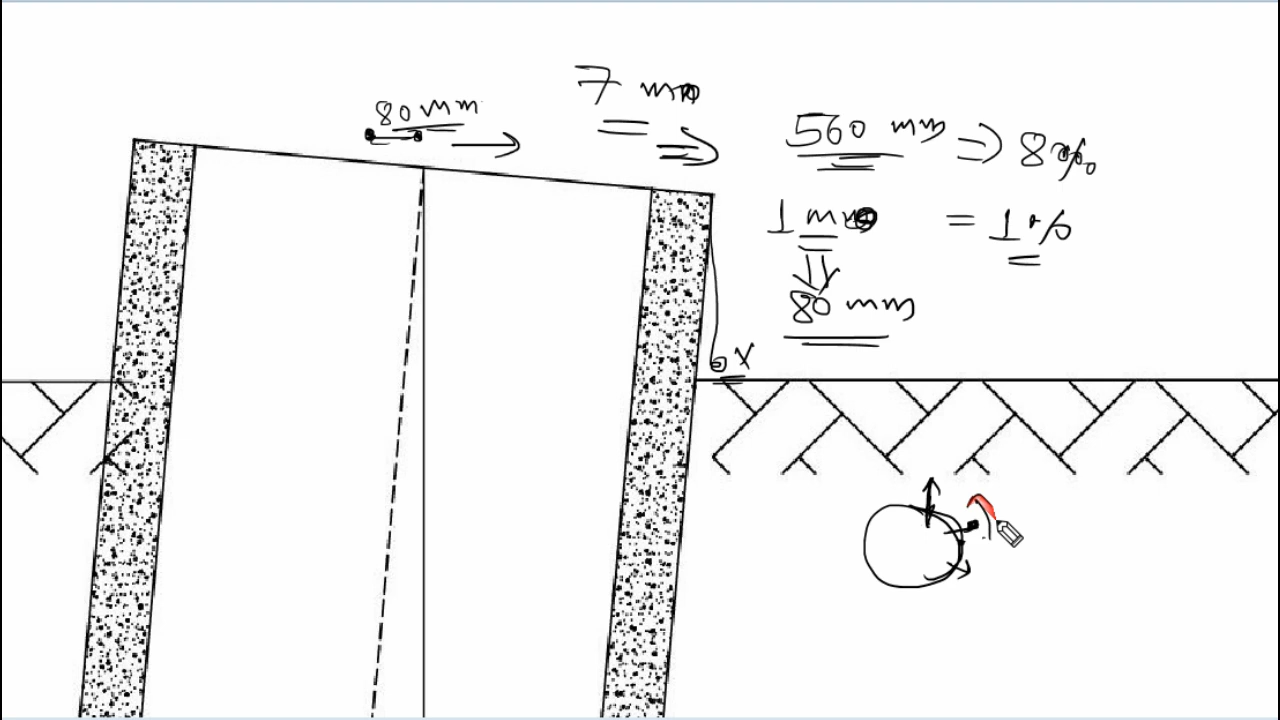 7 mm
80 mm
560 mm ⇒ 8%
1 mm = 1%
80 mm
X